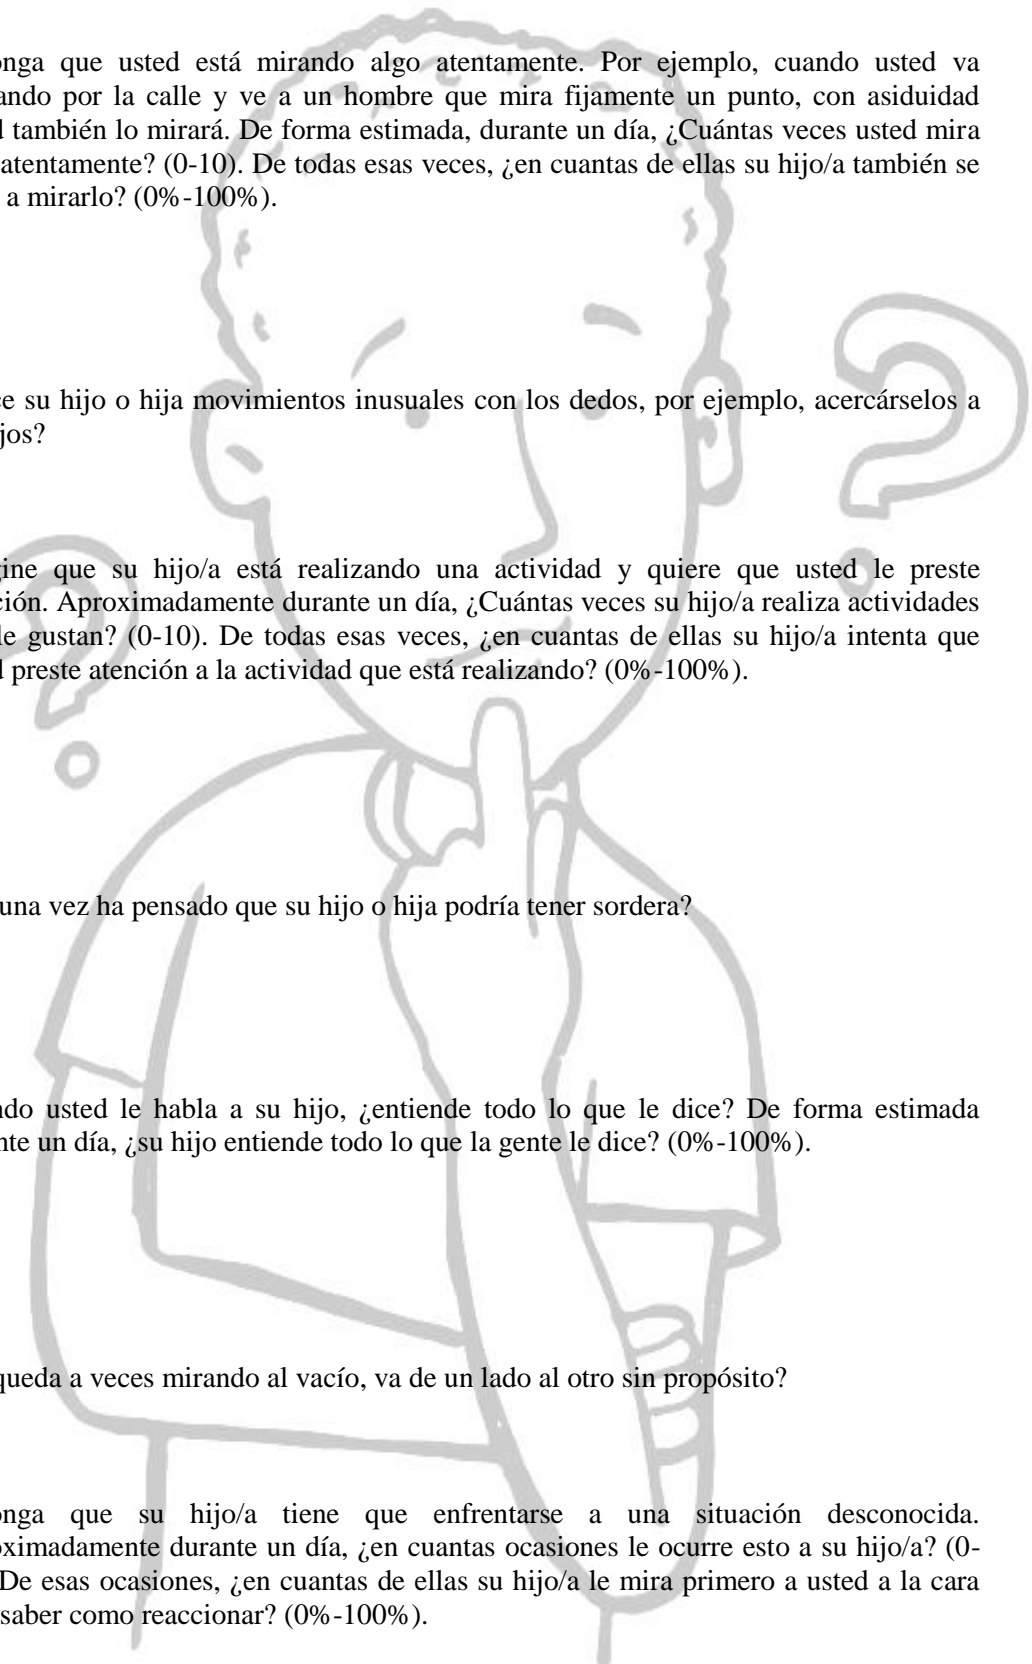 onga que usted está mirando algo atentamente. Por ejemplo, cuando usted va
ando por la calle y ve a un hombre que mira fijamente un punto, con asiduidad
también lo mirará. De forma estimada, durante un día, ¿Cuántas veces usted mira
atentamente? (0-10). De todas esas veces, ¿en cuantas de ellas su hijo/a también se
a mirarlo? (0%-100%).
ce su hijo o hija movimientos inusuales con los dedos, por ejemplo, acercárselos a
jos?
gine que su hijo/a está realizando una actividad y quiere que usted le preste
ción. Aproximadamente durante un día, ¿Cuántas veces su hijo/a realiza actividades
le gustan? (0-10). De todas esas veces, ¿en cuantas de ellas su hijo/a intenta que
d preste atención a la actividad que está realizando? (0%-100%).
una vez ha pensado que su hijo o hija podría tener sordera?
ndo usted le habla a su hijo, ¿entiende todo lo que le dice? De forma estimada
nte un día, ¿su hijo entiende todo lo que la gente le dice? (0%-100%).
queda a veces mirando al vacío, va de un lado al otro sin propósito?
onga que su hijo/a tiene que enfrentarse a una situación desconocida.
oximadamente durante un día, ¿en cuantas ocasiones le ocurre esto a su hijo/a? (0-
De esas ocasiones, ¿en cuantas de ellas su hijo/a le mira primero a usted a la cara
saber como reaccionar? (0%-100%).